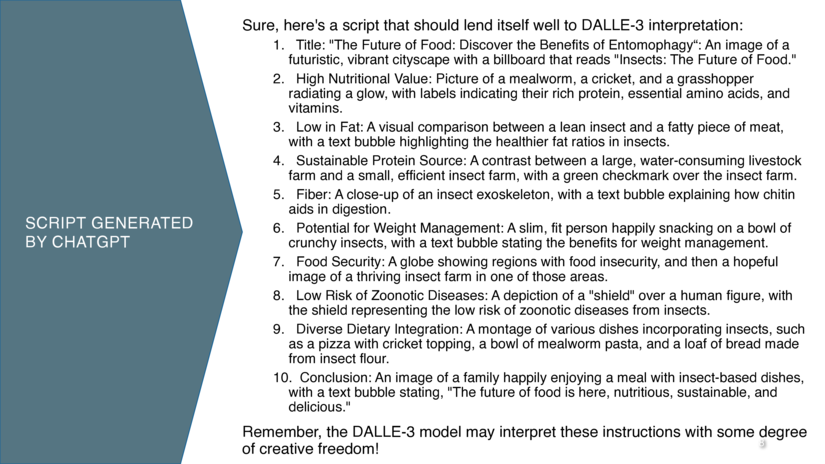 SCRIPT GENERATED
BY CHATGPT
Sure, here's a script that should lend itself well to DALLE-3 interpretation:
1. Title: "The Future of Food: Discover the Benefits of Entomophagy“: An image of a
futuristic, vibrant cityscape with a billboard that reads "Insects: The Future of Food."
2. High Nutritional Value: Picture of a mealworm, a cricket, and a grasshopper
radiating a glow, with labels indicating their rich protein, essential amino acids, and
vitamins.
3. Low in Fat: A visual comparison between a lean insect and a fatty piece of meat,
with a text bubble highlighting the healthier fat ratios in insects.
4. Sustainable Protein Source: A contrast between a large, water-consuming livestock
farm and a small, efficient insect farm, with a green checkmark over the insect farm.
5. Fiber: A close-up of an insect exoskeleton, with a text bubble explaining how chitin
aids in digestion.
6. Potential for Weight Management: A slim, fit person happily snacking on a bowl of
crunchy insects, with a text bubble stating the benefits for weight management.
7. Food Security: A globe showing regions with food insecurity, and then a hopeful
image of a thriving insect farm in one of those areas.
8. Low Risk of Zoonotic Diseases: A depiction of a "shield" over a human figure, with
the shield representing the low risk of zoonotic diseases from insects.
9. Diverse Dietary Integration: A montage of various dishes incorporating insects, such
as a pizza with cricket topping, a bowl of mealworm pasta, and a loaf of bread made
from insect flour.
10. Conclusion: An image of a family happily enjoying a meal with insect-based dishes,
with a text bubble stating, "The future of food is here, nutritious, sustainable, and
delicious."
Remember, the DALLE-3 model may interpret these instructions with some degree
of creative freedom!